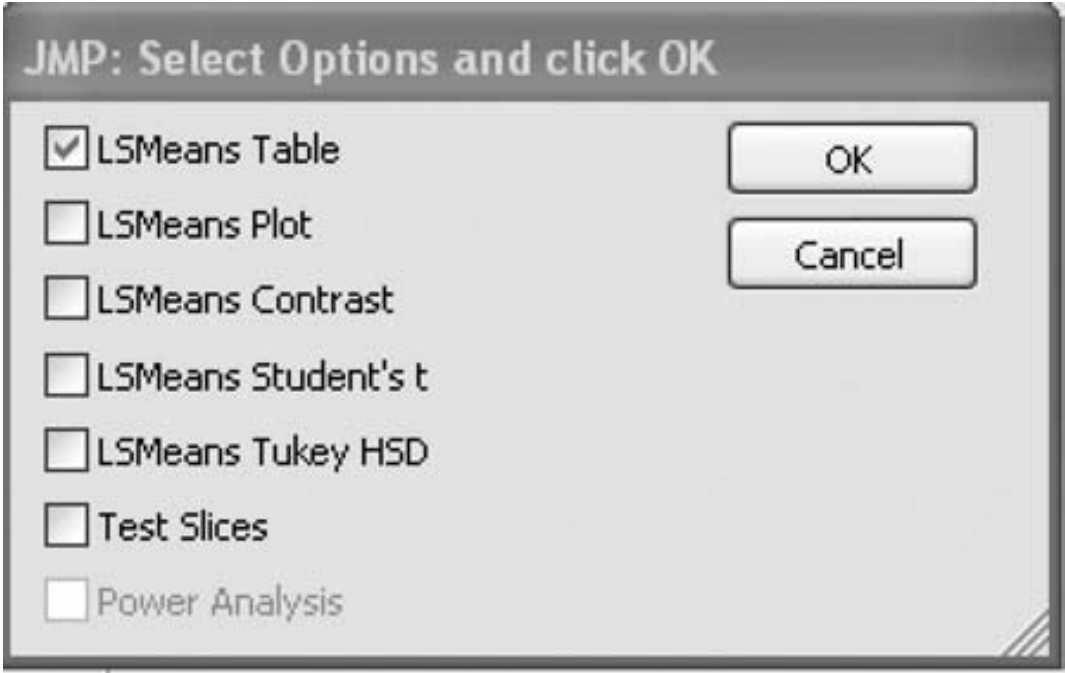 JMP: Select Options and click OK
LSMeans Table
OK
LSMeans Plot
Cancel
LSMeans Contrast
LSMeans Student's t
LSMeans Tukey HSD
Test Slices
Power Analysis